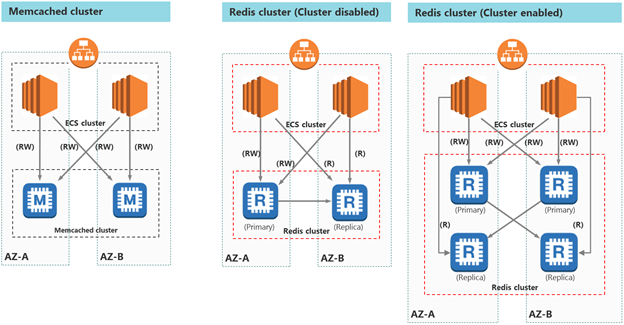 Memcached cluster
ECS cluster
(RW) (RW) (RW) (RW)
M M
Memcached cluster
AZ-A AZ-B
Redis cluster (Cluster disabled)
ECS cluster
(RW) (RW) (R) (R)
R R
(Primary) (Replica)
Redis cluster
AZ-A AZ-B
Redis cluster (Cluster enabled)
ECS cluster
(RW) (RW) (RW) (RW)
R R
(Primary) (Primary)
(R) (R)
R R
(Replica) (Replica)
Redis cluster
AZ-A AZ-B